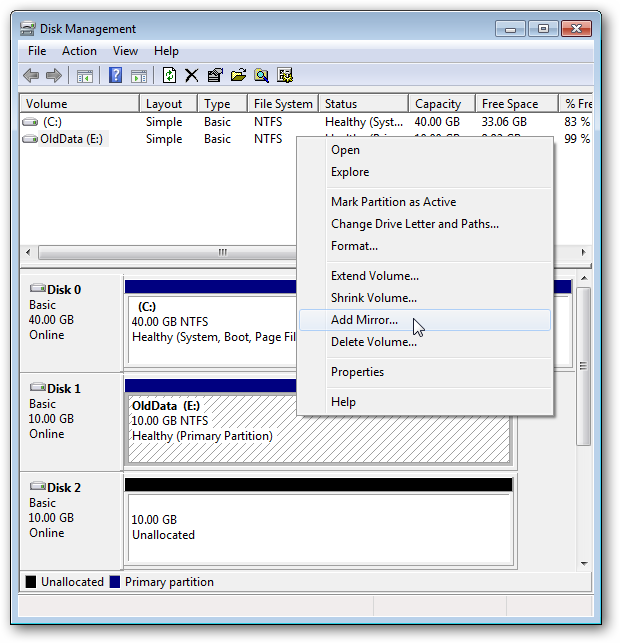 Disk Management
File Action View Help
Volume Layout Type File System Status Capacity Free Space % Fre
(C:) Simple Basic NTFS Healthy (Syst... 40.00 GB 33.06 GB 83 %
OldData (E:) Simple Basic NTFS 99 %
Open
Explore
Mark Partition as Active
Change Drive Letter and Paths...
Format...
Extend Volume...
Shrink Volume...
Add Mirror...
Delete Volume...
Properties
Help
Disk 0
Basic
40.00 GB
Online
(C:)
40.00 GB NTFS
Healthy (System, Boot, Page Fil
Disk 1
Basic
10.00 GB
Online
OldData (E:)
10.00 GB NTFS
Healthy (Primary Partition)
Disk 2
Basic
10.00 GB
Online
10.00 GB
Unallocated
Unallocated Primary partition